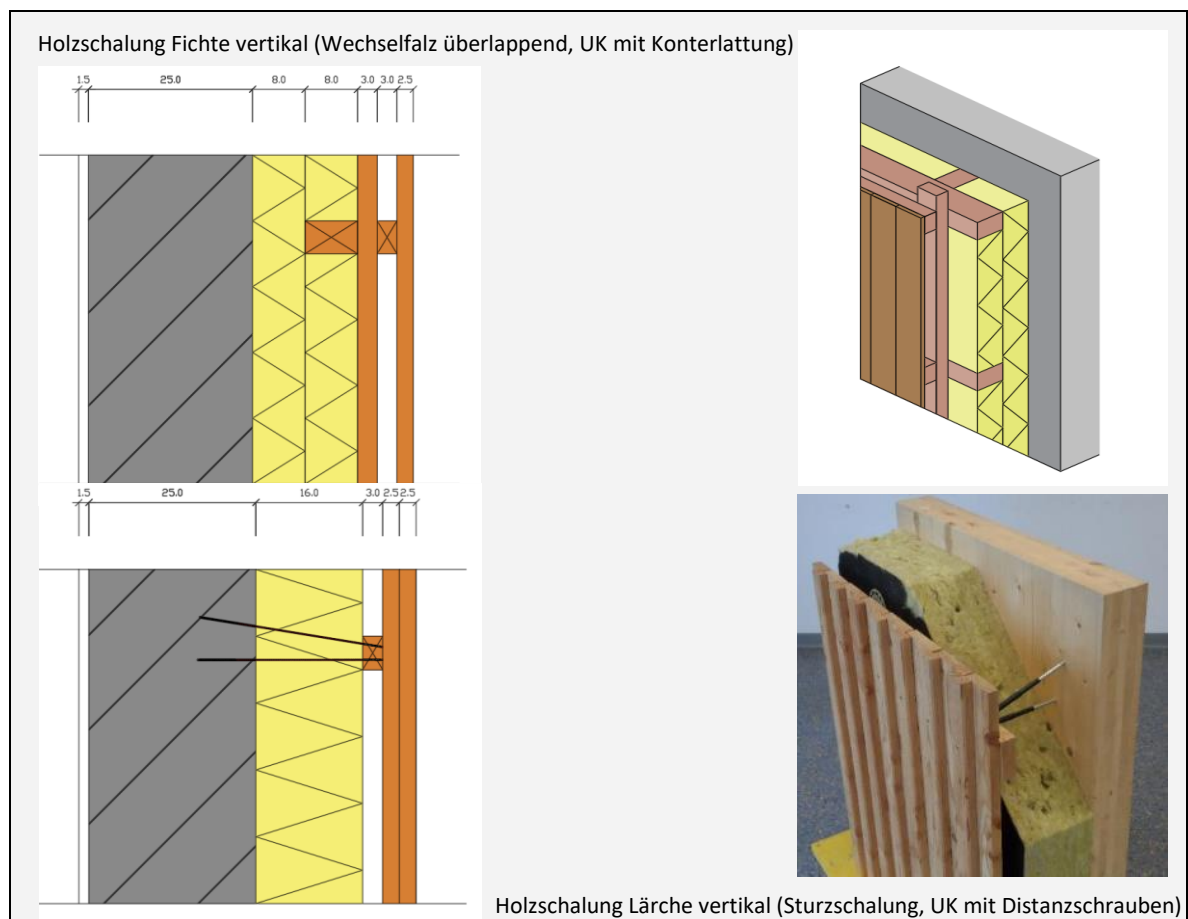 Holzschalung Fichte vertikal (Wechselfalz überlappend, UK mit Konterlattung)
1.5 25.0 8.0 8.0 3.0 3.0 2.5
1.5 25.0 16.0 3.0 2.5 2.5
Holzschalung Lärche vertikal (Sturzschalung, UK mit Distanzschrauben)